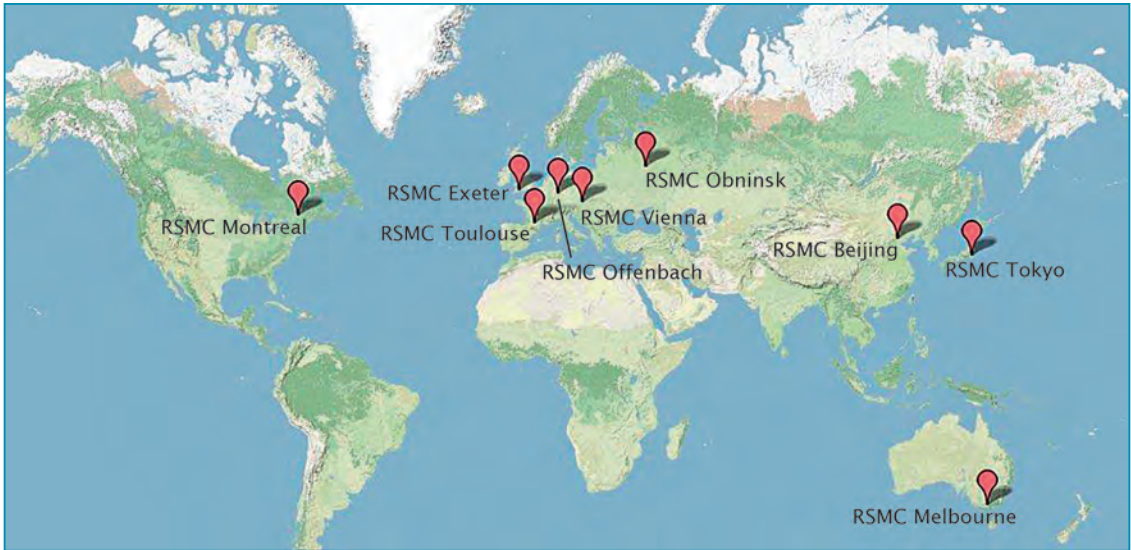 RSMC Obninsk
RSMC Exeter
RSMC Vienna
RSMC Montreal
RSMC Toulouse
RSMC Beijing
RSMC Offenbach
RSMC Tokyo
RSMC Melbourne